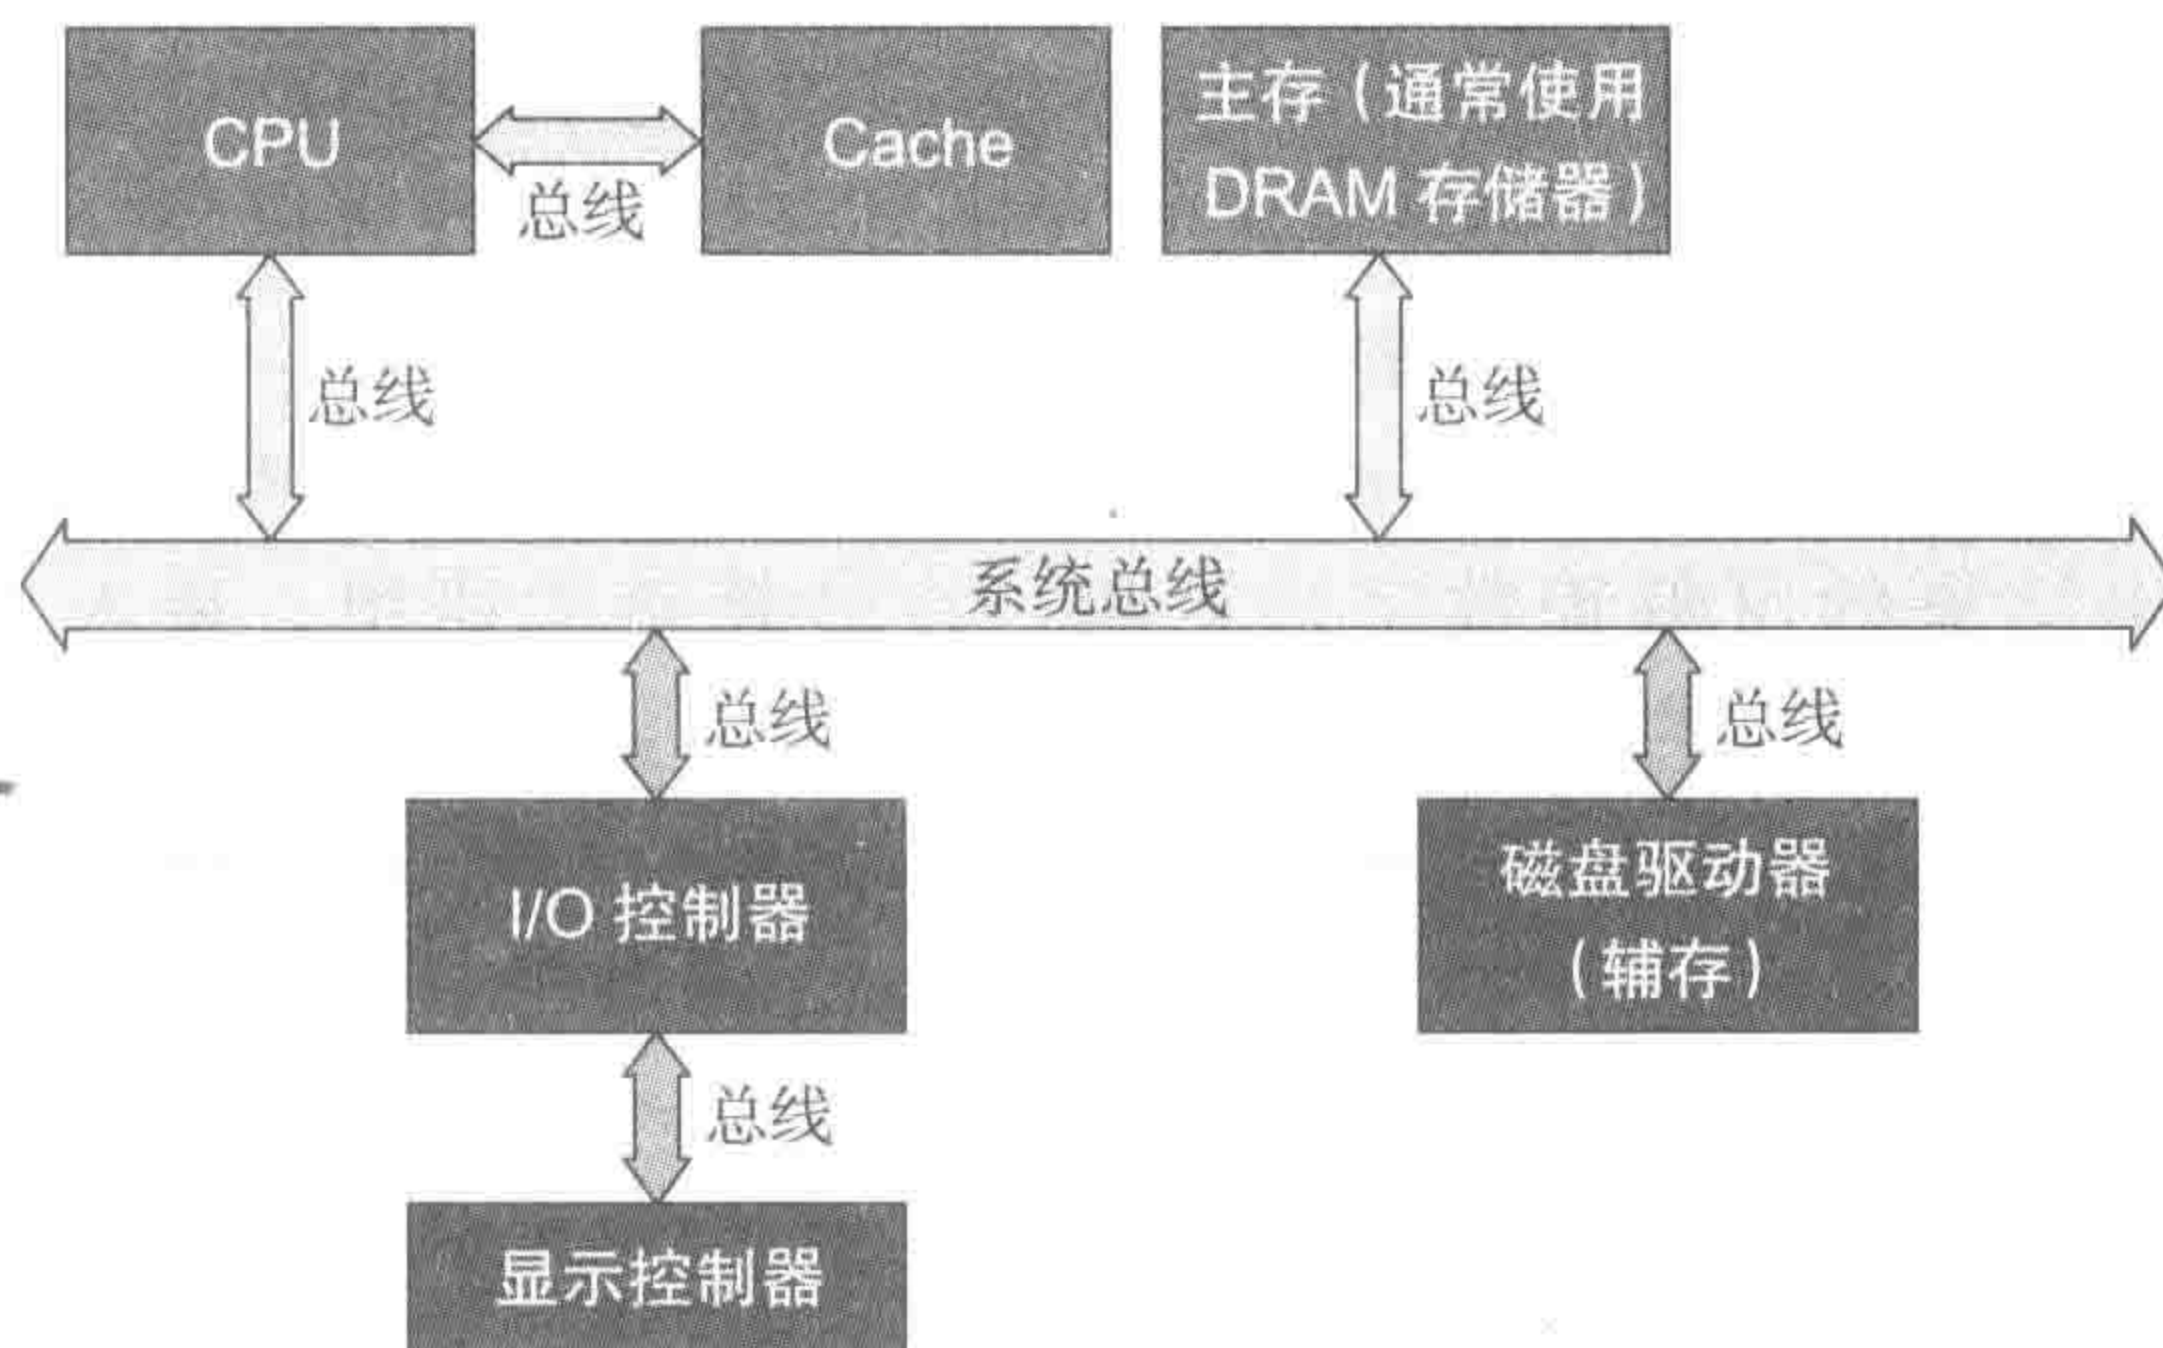 CPU
总线
Cache
主存(通常使用
DRAM 存储器)
总线
总线
系统总线
总线
总线
I/O 控制器
磁盘驱动器
(辅存)
总线
显示控制器